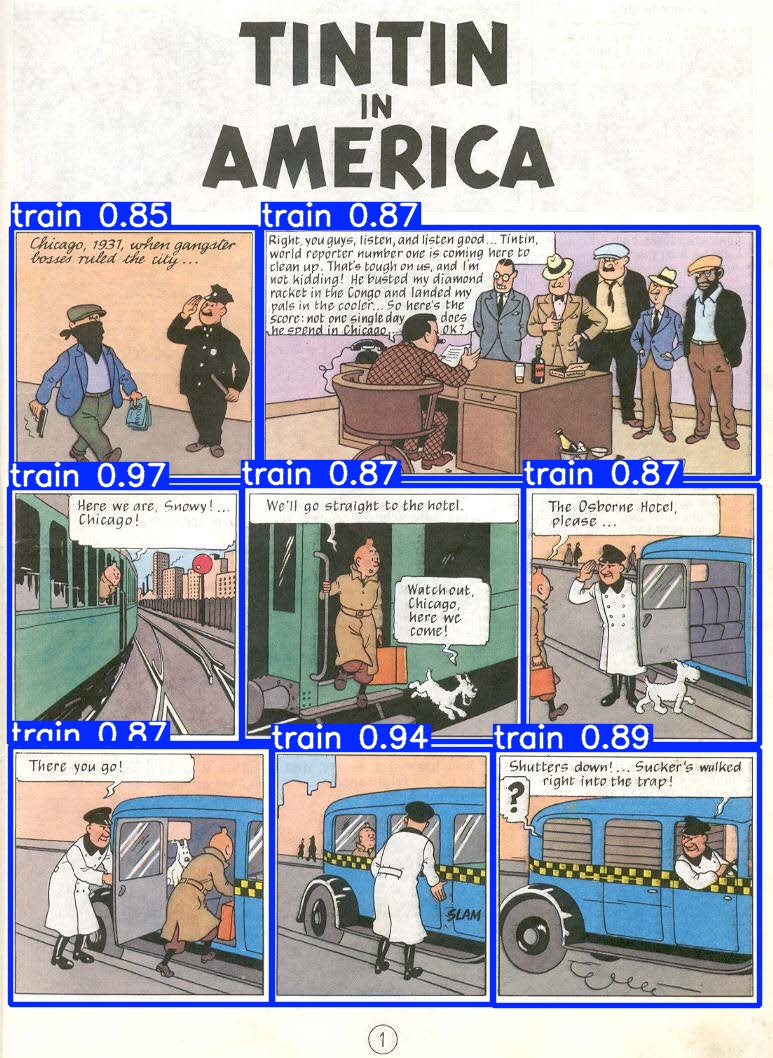 TINTIN
IN
AMERICA
train 0.85
train 0.87
Chicago, 1931, when gangster
bosses ruled the city...
Right, you guys, listen, and listen good... Tintin,
world reporter number one is coming here to
clean up. That's tough on us, and I'm
not kidding! He busted my diamond
racket in the Congo and landed my
pals in the cooler... So here's the
score: not one single day does
he spend in Chicago... OK?
train 0.97
train 0.87
train 0.87
Here we are, Snowy!...
Chicago!
We'll go straight to the hotel.
Watch out,
Chicago,
here we
come!
The Osborne Hotel,
please ...
train 0.87
train 0.94
train 0.89
There you go!
SLAM
Shutters down!... Sucker's walked
right into the trap!
?
1